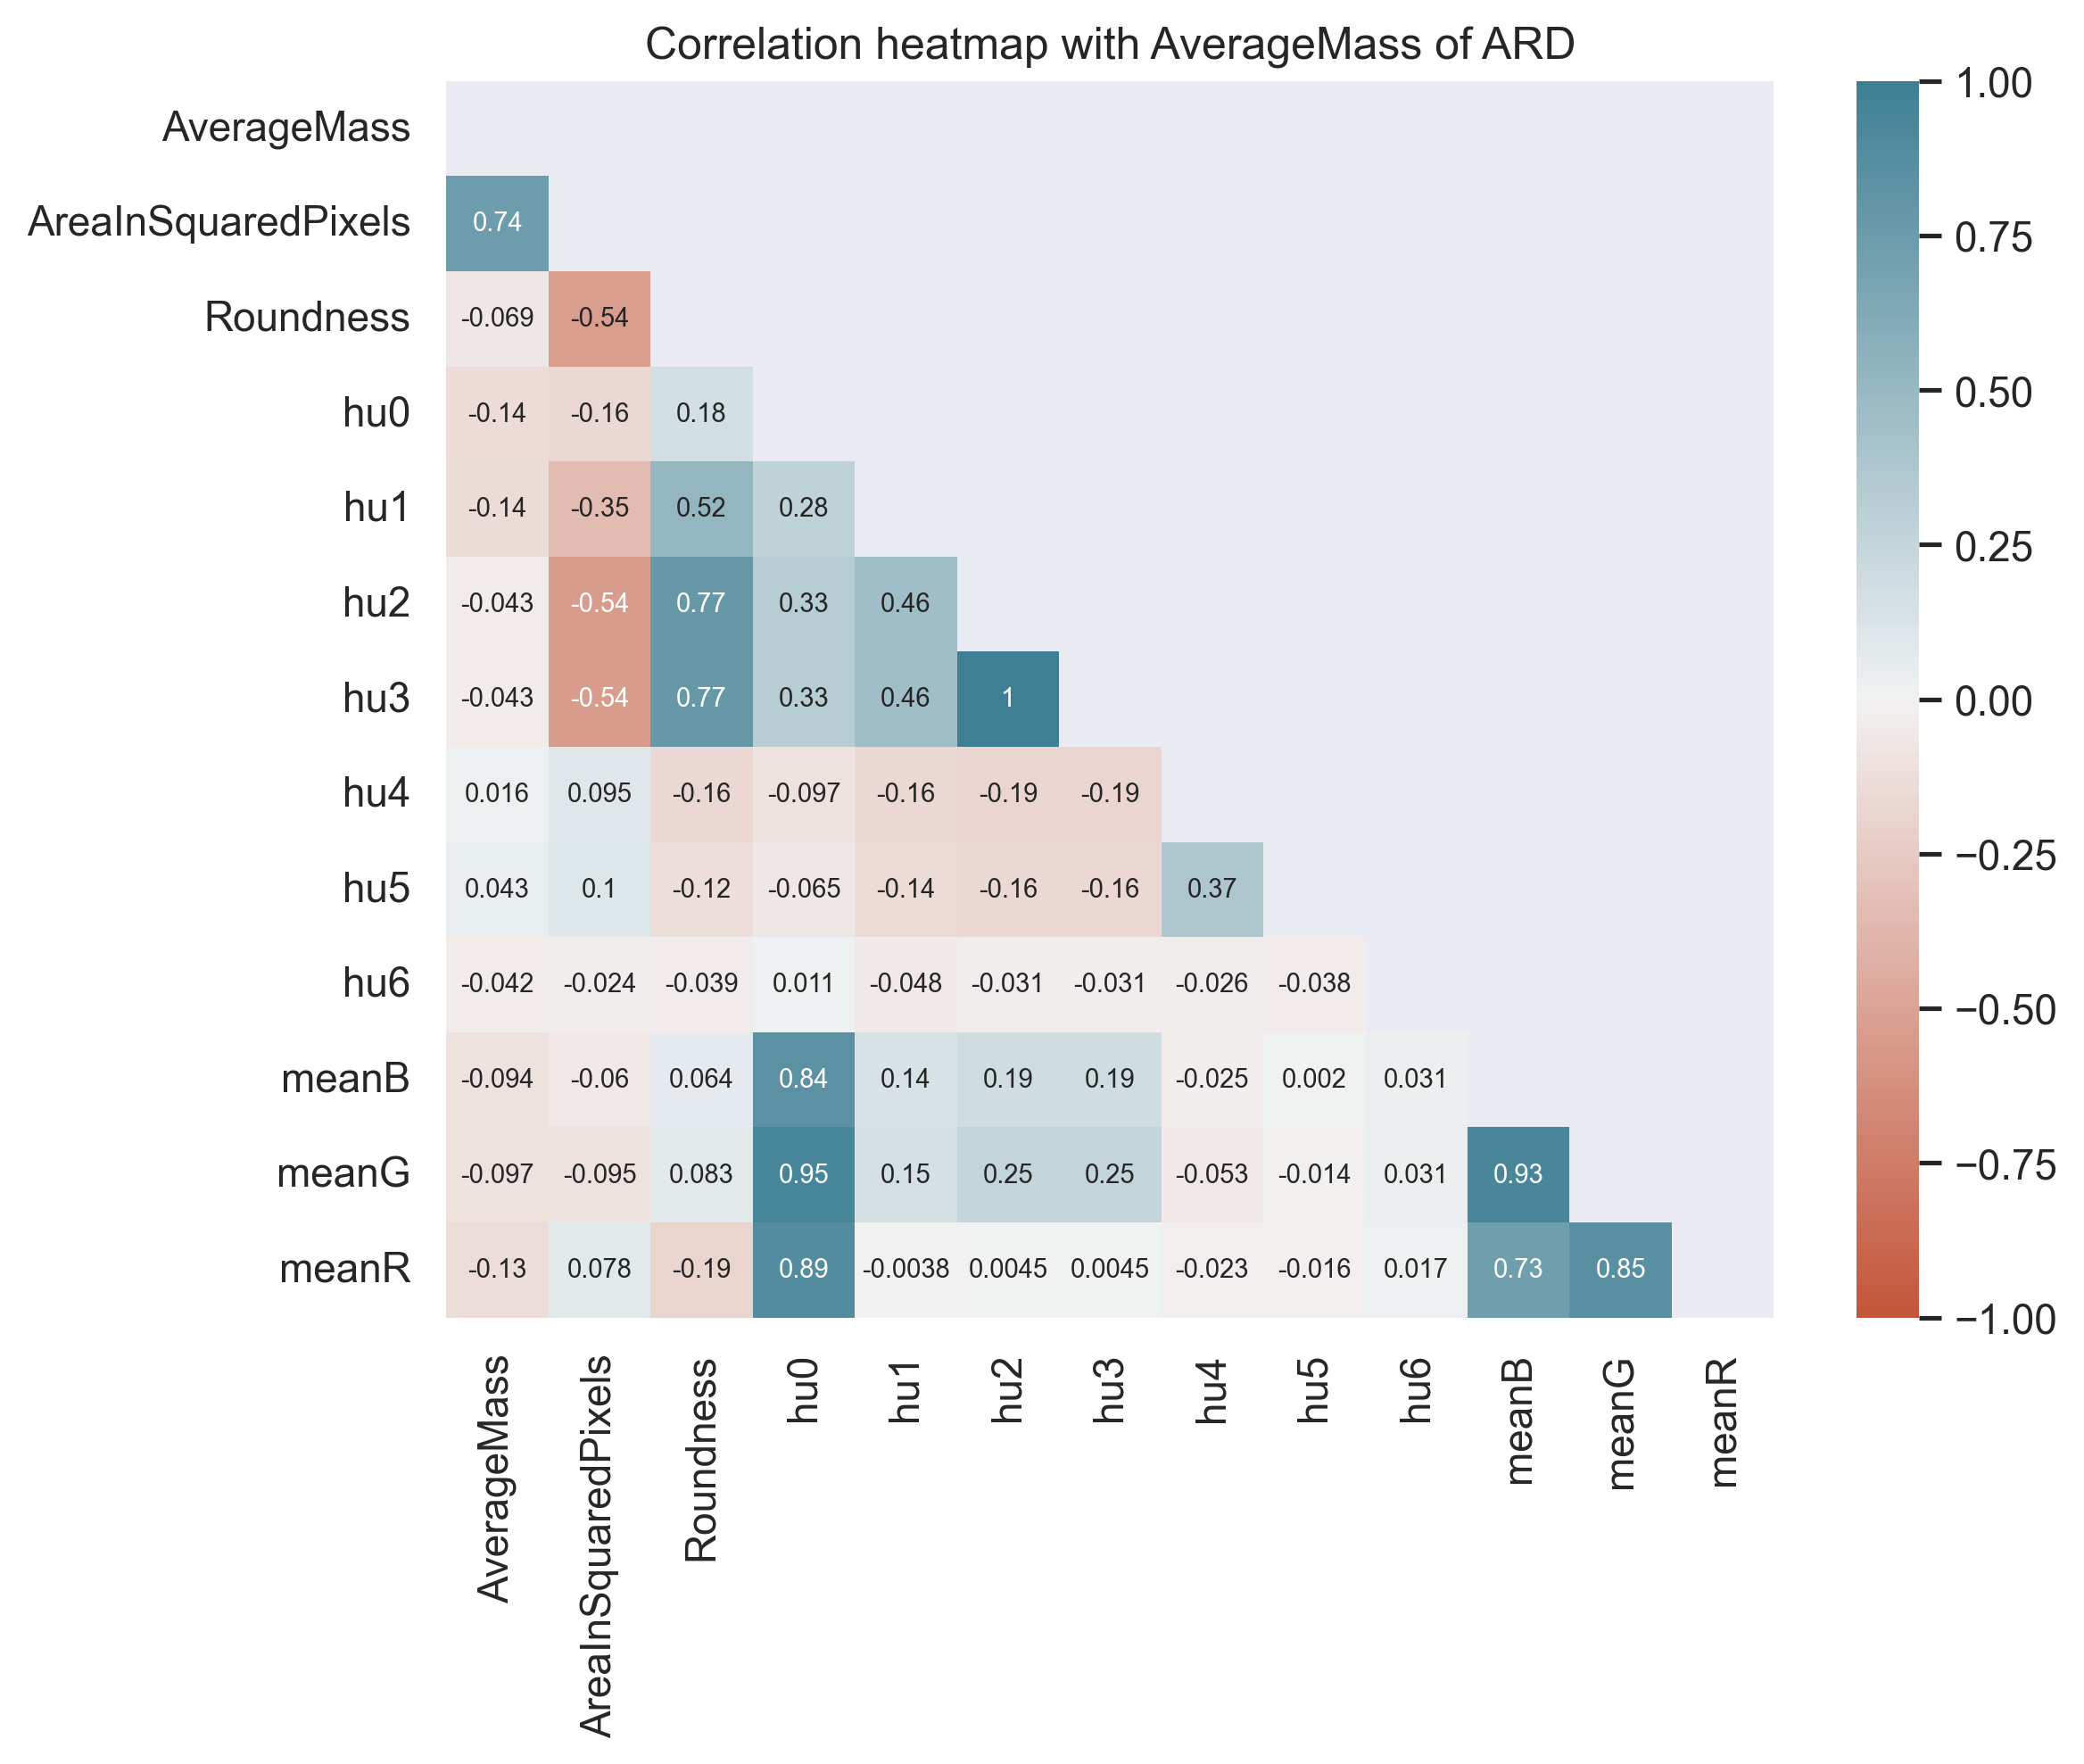 Correlation heatmap with AverageMass of ARD
AverageMass
AreaInSquaredPixels 0.74
Roundness -0.069 -0.54
hu0 -0.14 -0.16 0.18
hu1 -0.14 -0.35 0.52 0.28
hu2 -0.043 -0.54 0.77 0.33 0.46
hu3 -0.043 -0.54 0.77 0.33 0.46 1
hu4 0.016 0.095 -0.16 -0.097 -0.16 -0.19 -0.19
hu5 0.043 0.1 -0.12 -0.065 -0.14 -0.16 -0.16 0.37
hu6 -0.042 -0.024 -0.039 0.011 -0.048 -0.031 -0.031 -0.026 -0.038
meanB -0.094 -0.06 0.064 0.84 0.14 0.19 0.19 -0.025 0.002 0.031
meanG -0.097 -0.095 0.083 0.95 0.15 0.25 0.25 -0.053 -0.014 0.031 0.93
meanR -0.13 0.078 -0.19 0.89 -0.0038 0.0045 0.0045 -0.023 -0.016 0.017 0.73 0.85
AverageMass AreaInSquaredPixels Roundness hu0 hu1 hu2 hu3 hu4 hu5 hu6 meanB meanG meanR
1.00
0.75
0.50
0.25
0.00
−0.25
−0.50
−0.75
−1.00